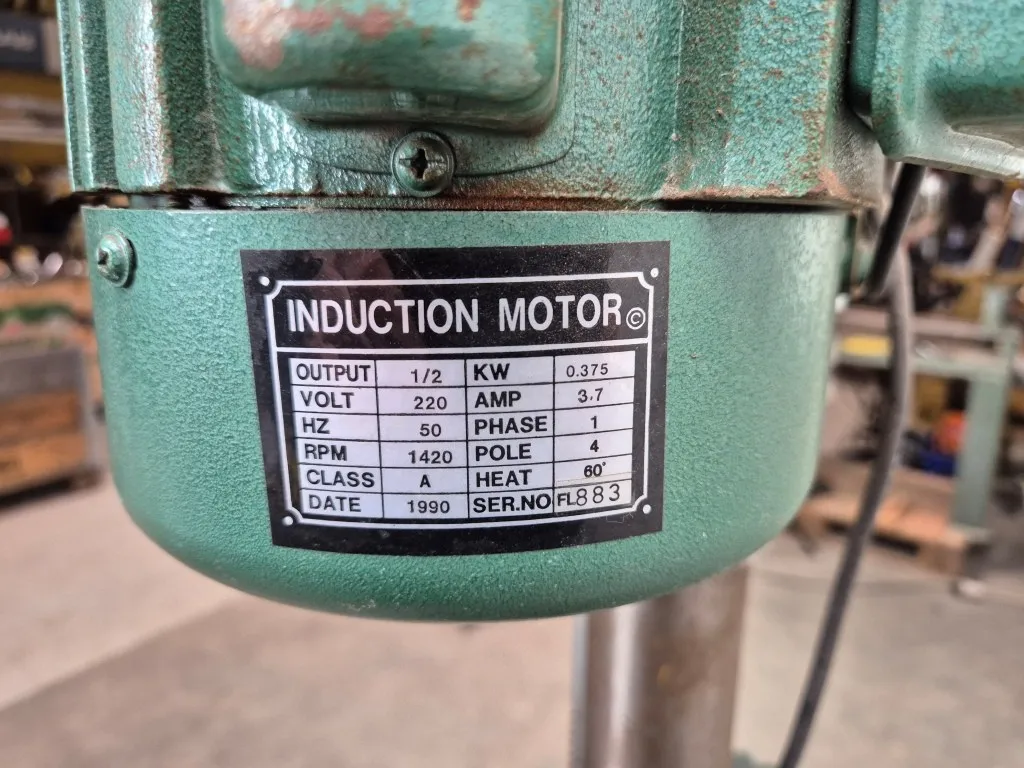 INDUCTION MOTOR ©
OUTPUT 1/2 KW 0.375
VOLT 220 AMP 3.7
HZ 50 PHASE 1
RPM 1420 POLE 4
CLASS A HEAT 60°
DATE 1990 SER.NO FL883